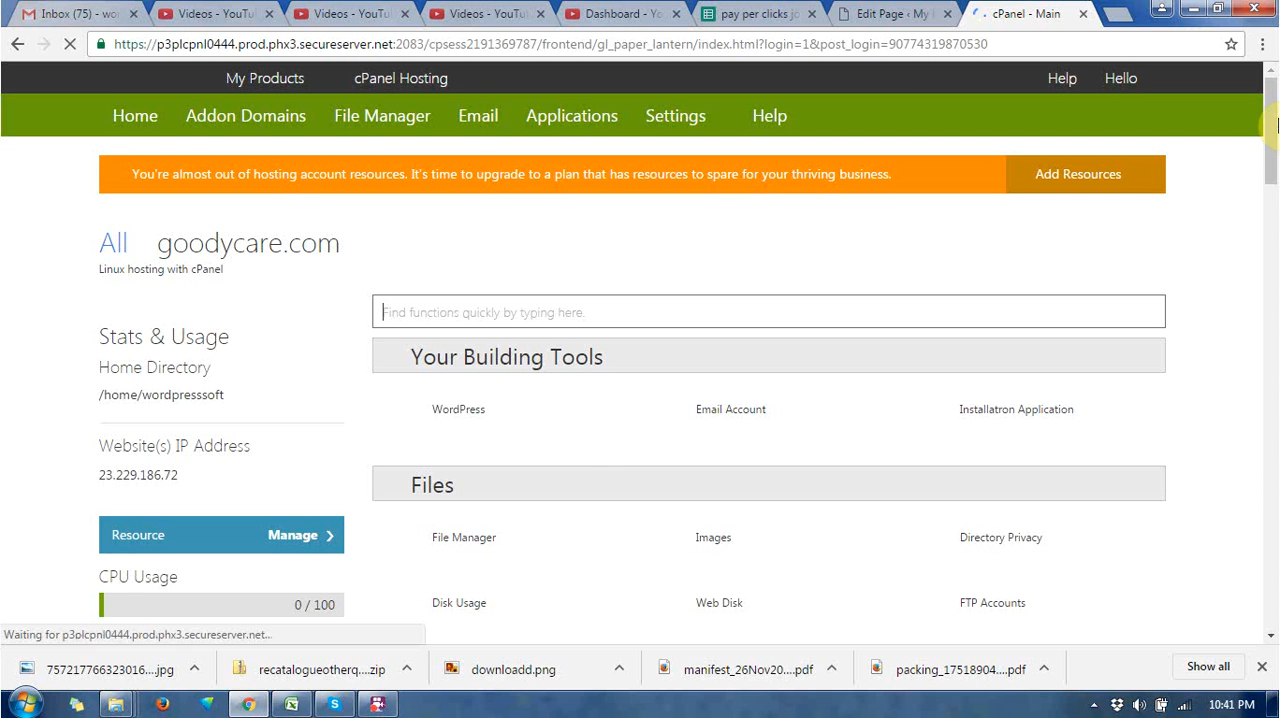 Inbox (75) - word
Videos - YouTu
Videos - YouTu
Videos - YouTu
Dashboard - Yo
pay per clicks jo
Edit Page ‹ My
cPanel - Main
https://p3plcpnl0444.prod.phx3.secureserver.net:2083/cpsess2191369787/frontend/gl_paper_lantern/index.html?login=1&post_login=90774319870530
My Products cPanel Hosting Help Hello
Home Addon Domains File Manager Email Applications Settings Help
You're almost out of hosting account resources. It's time to upgrade to a plan that has resources to spare for your thriving business. Add Resources
All goodycare.com
Linux hosting with cPanel
Find functions quickly by typing here.
Stats & Usage
Home Directory
/home/wordpresssoft
Website(s) IP Address
23.229.186.72
Resource Manage
CPU Usage
0 / 100
Your Building Tools
WordPress Email Account Installatron Application
Files
File Manager Images Directory Privacy
Disk Usage Web Disk FTP Accounts
Waiting for p3plcpnl0444.prod.phx3.secureserver.net...
757217766323016....jpg recatalogueotherq....zip downloadd.png manifest_26Nov20....pdf packing_17518904....pdf Show all
10:41 PM